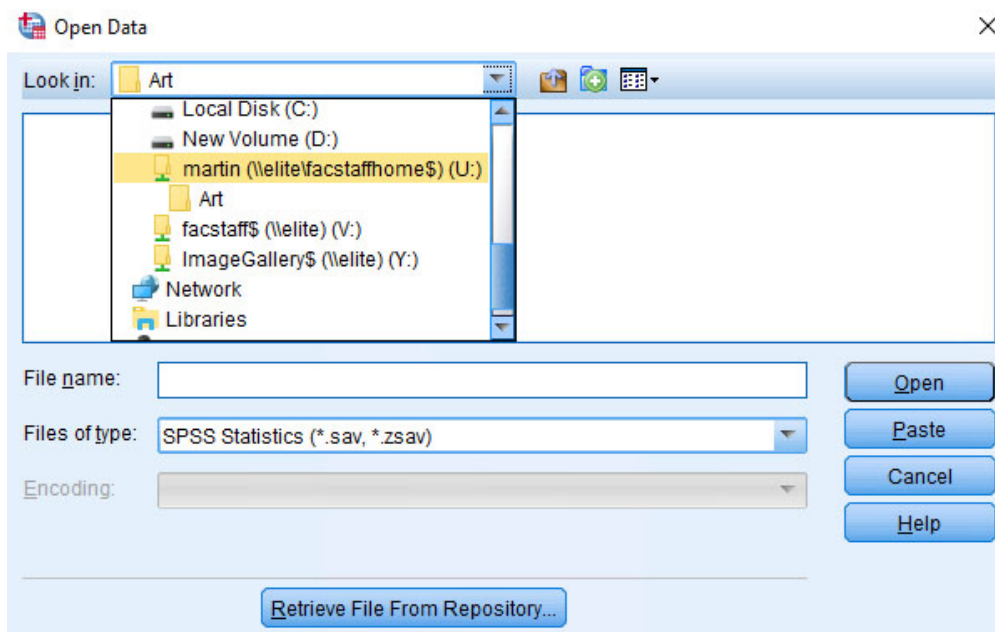 Open Data
Look in: Art
Local Disk (C:)
New Volume (D:)
martin (\\elite\facstaffhome$) (U:)
Art
facstaff$ (\\elite) (V:)
ImageGallery$ (\\elite) (Y:)
Network
Libraries
File name:
Open
Files of type: SPSS Statistics (*.sav, *.zsav)
Paste
Cancel
Encoding:
Help
Retrieve File From Repository...